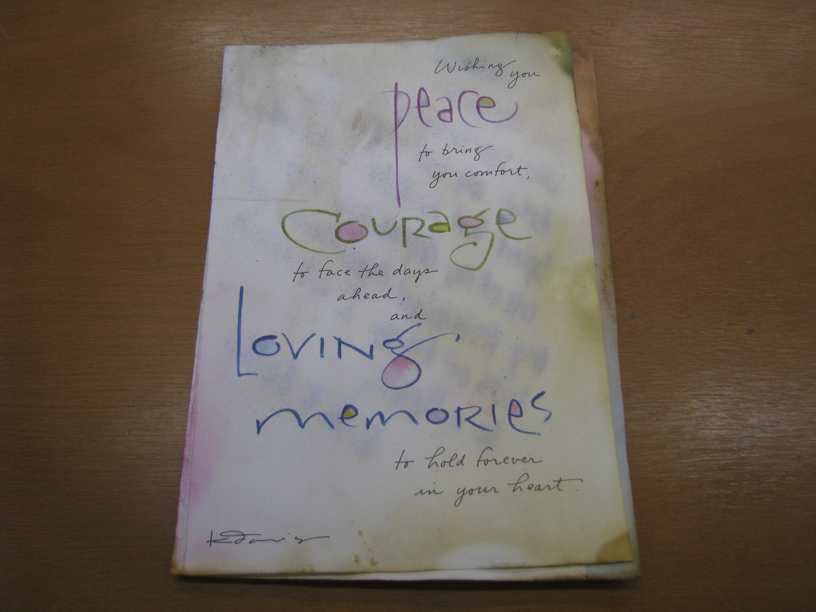 Wishing
you
peace
to bring
you comfort,
Courage
to face the days
ahead,
and
Loving
memories
to hold forever
in your heart.